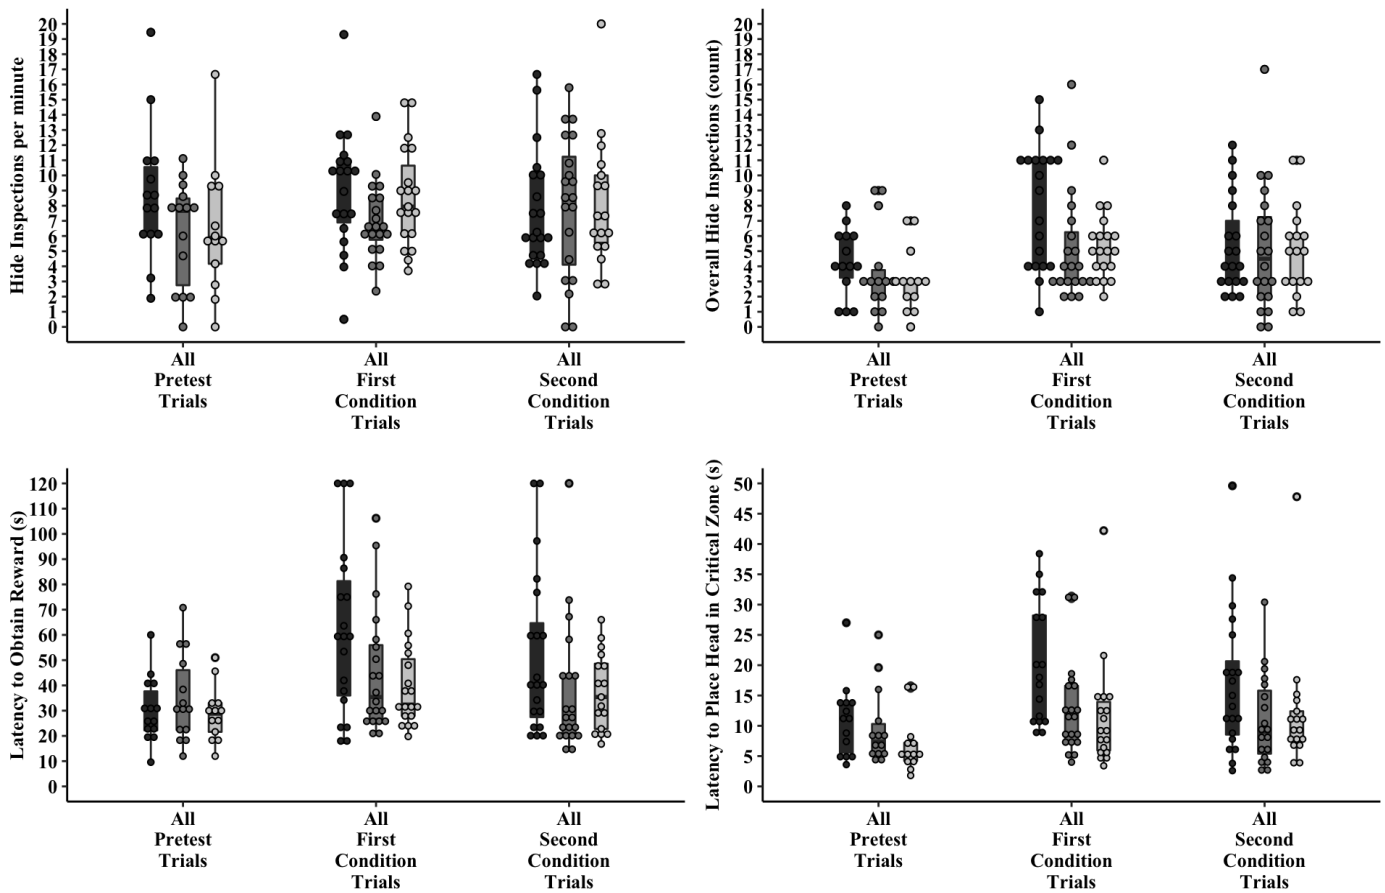 Hide Inspections per minute
20
19
18
17
16
15
14
13
12
11
10
9
8
7
6
5
4
3
2
1
0
All
Pretest
Trials
All
First
Condition
Trials
All
Second
Condition
Trials
Overall Hide Inspections (count)
20
19
18
17
16
15
14
13
12
11
10
9
8
7
6
5
4
3
2
1
0
All
Pretest
Trials
All
First
Condition
Trials
All
Second
Condition
Trials
Latency to Obtain Reward (s)
120
110
100
90
80
70
60
50
40
30
20
10
0
All
Pretest
Trials
All
First
Condition
Trials
All
Second
Condition
Trials
Latency to Place Head in Critical Zone (s)
50
45
40
35
30
25
20
15
10
5
0
All
Pretest
Trials
All
First
Condition
Trials
All
Second
Condition
Trials